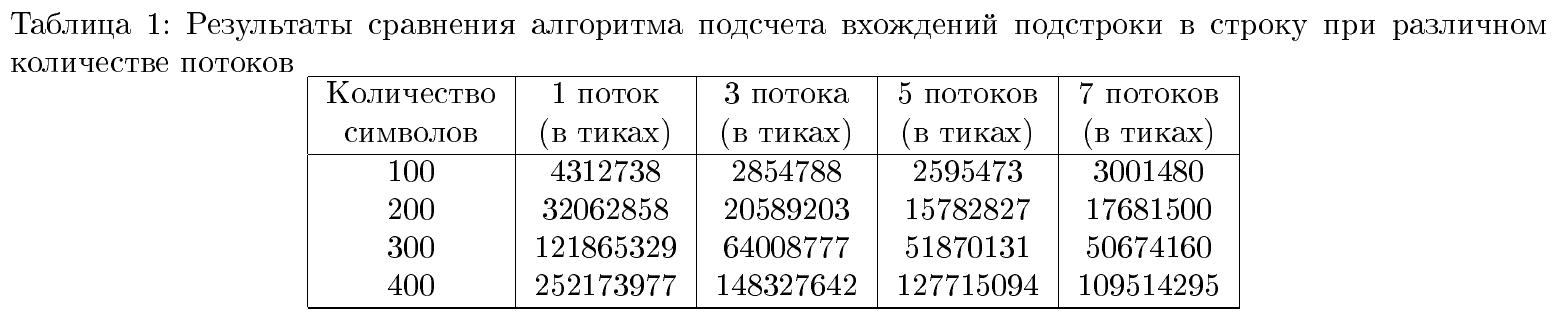 Таблица 1: Результаты сравнения алгоритма подсчета вхождений подстроки в строку при различном
количестве потоков
Количество 1 поток 3 потока 5 потоков 7 потоков
символов (в тиках) (в тиках) (в тиках) (в тиках)
100 4312738 2854788 2595473 3001480
200 32062858 20589203 15782827 17681500
300 121865329 64008777 51870131 50674160
400 252173977 148327642 127715094 109514295